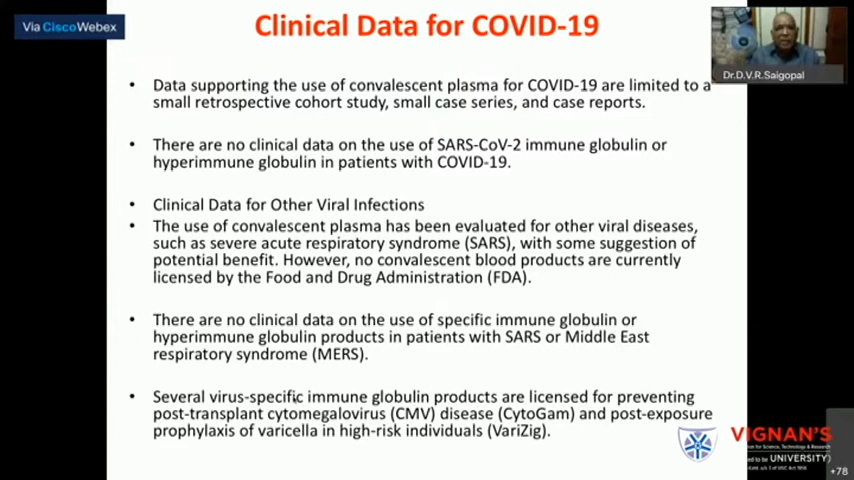 Via Cisco Webex
Clinical Data for COVID-19
Dr.D.V.R.Saigopal
• Data supporting the use of convalescent plasma for COVID-19 are limited to a
small retrospective cohort study, small case series, and case reports.
• There are no clinical data on the use of SARS-CoV-2 immune globulin or
hyperimmune globulin in patients with COVID-19.
• Clinical Data for Other Viral Infections
• The use of convalescent plasma has been evaluated for other viral diseases,
such as severe acute respiratory syndrome (SARS), with some suggestion of
potential benefit. However, no convalescent blood products are currently
licensed by the Food and Drug Administration (FDA).
• There are no clinical data on the use of specific immune globulin or
hyperimmune globulin products in patients with SARS or Middle East
respiratory syndrome (MERS).
• Several virus-specific immune globulin products are licensed for preventing
post-transplant cytomegalovirus (CMV) disease (CytoGam) and post-exposure
prophylaxis of varicella in high-risk individuals (VariZig).
VIGNAN'S
for Science, Technology & Research
ed to be UNIVERSITY)
+78